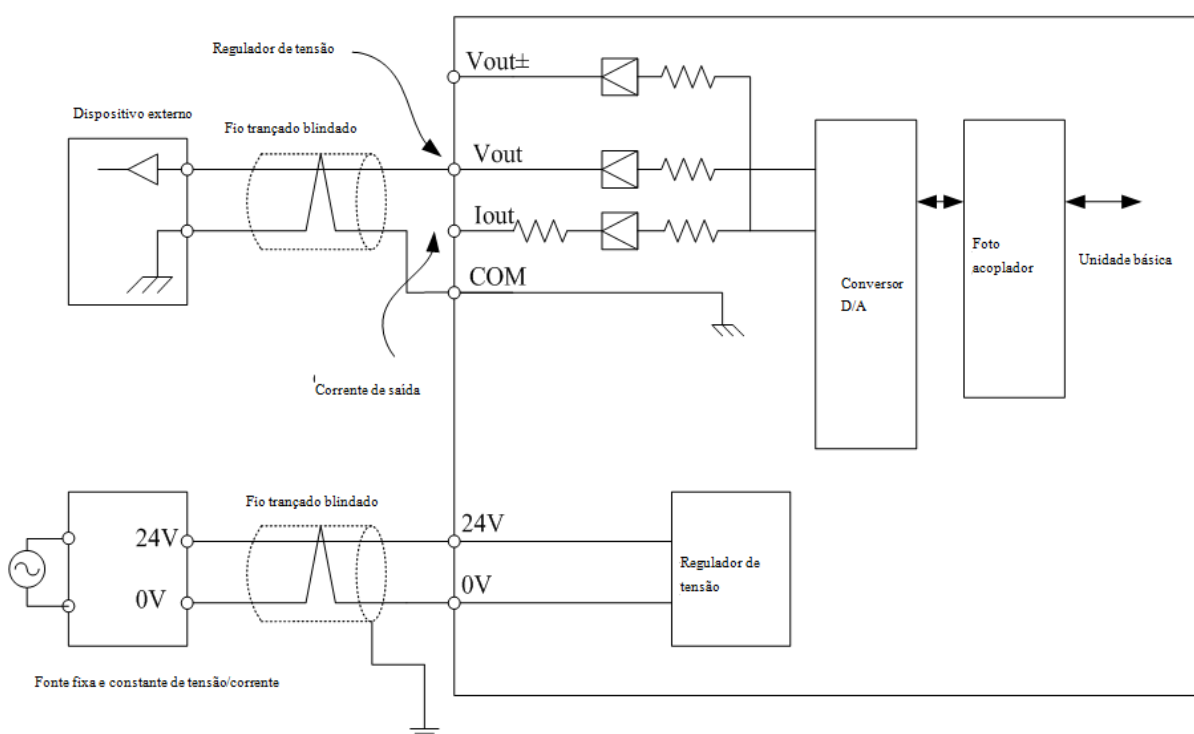 Regulador de tensão
Vout±
Dispositivo externo
Fio trançado blindado
Vout
Iout
COM
Conversor
D/A
Foto
acoplador
Unidade básica
'Corrente de saída
Fio trançado blindado
24V
24V
0V
0V
Regulador de
tensão
Fonte fixa e constante de tensão/corrente